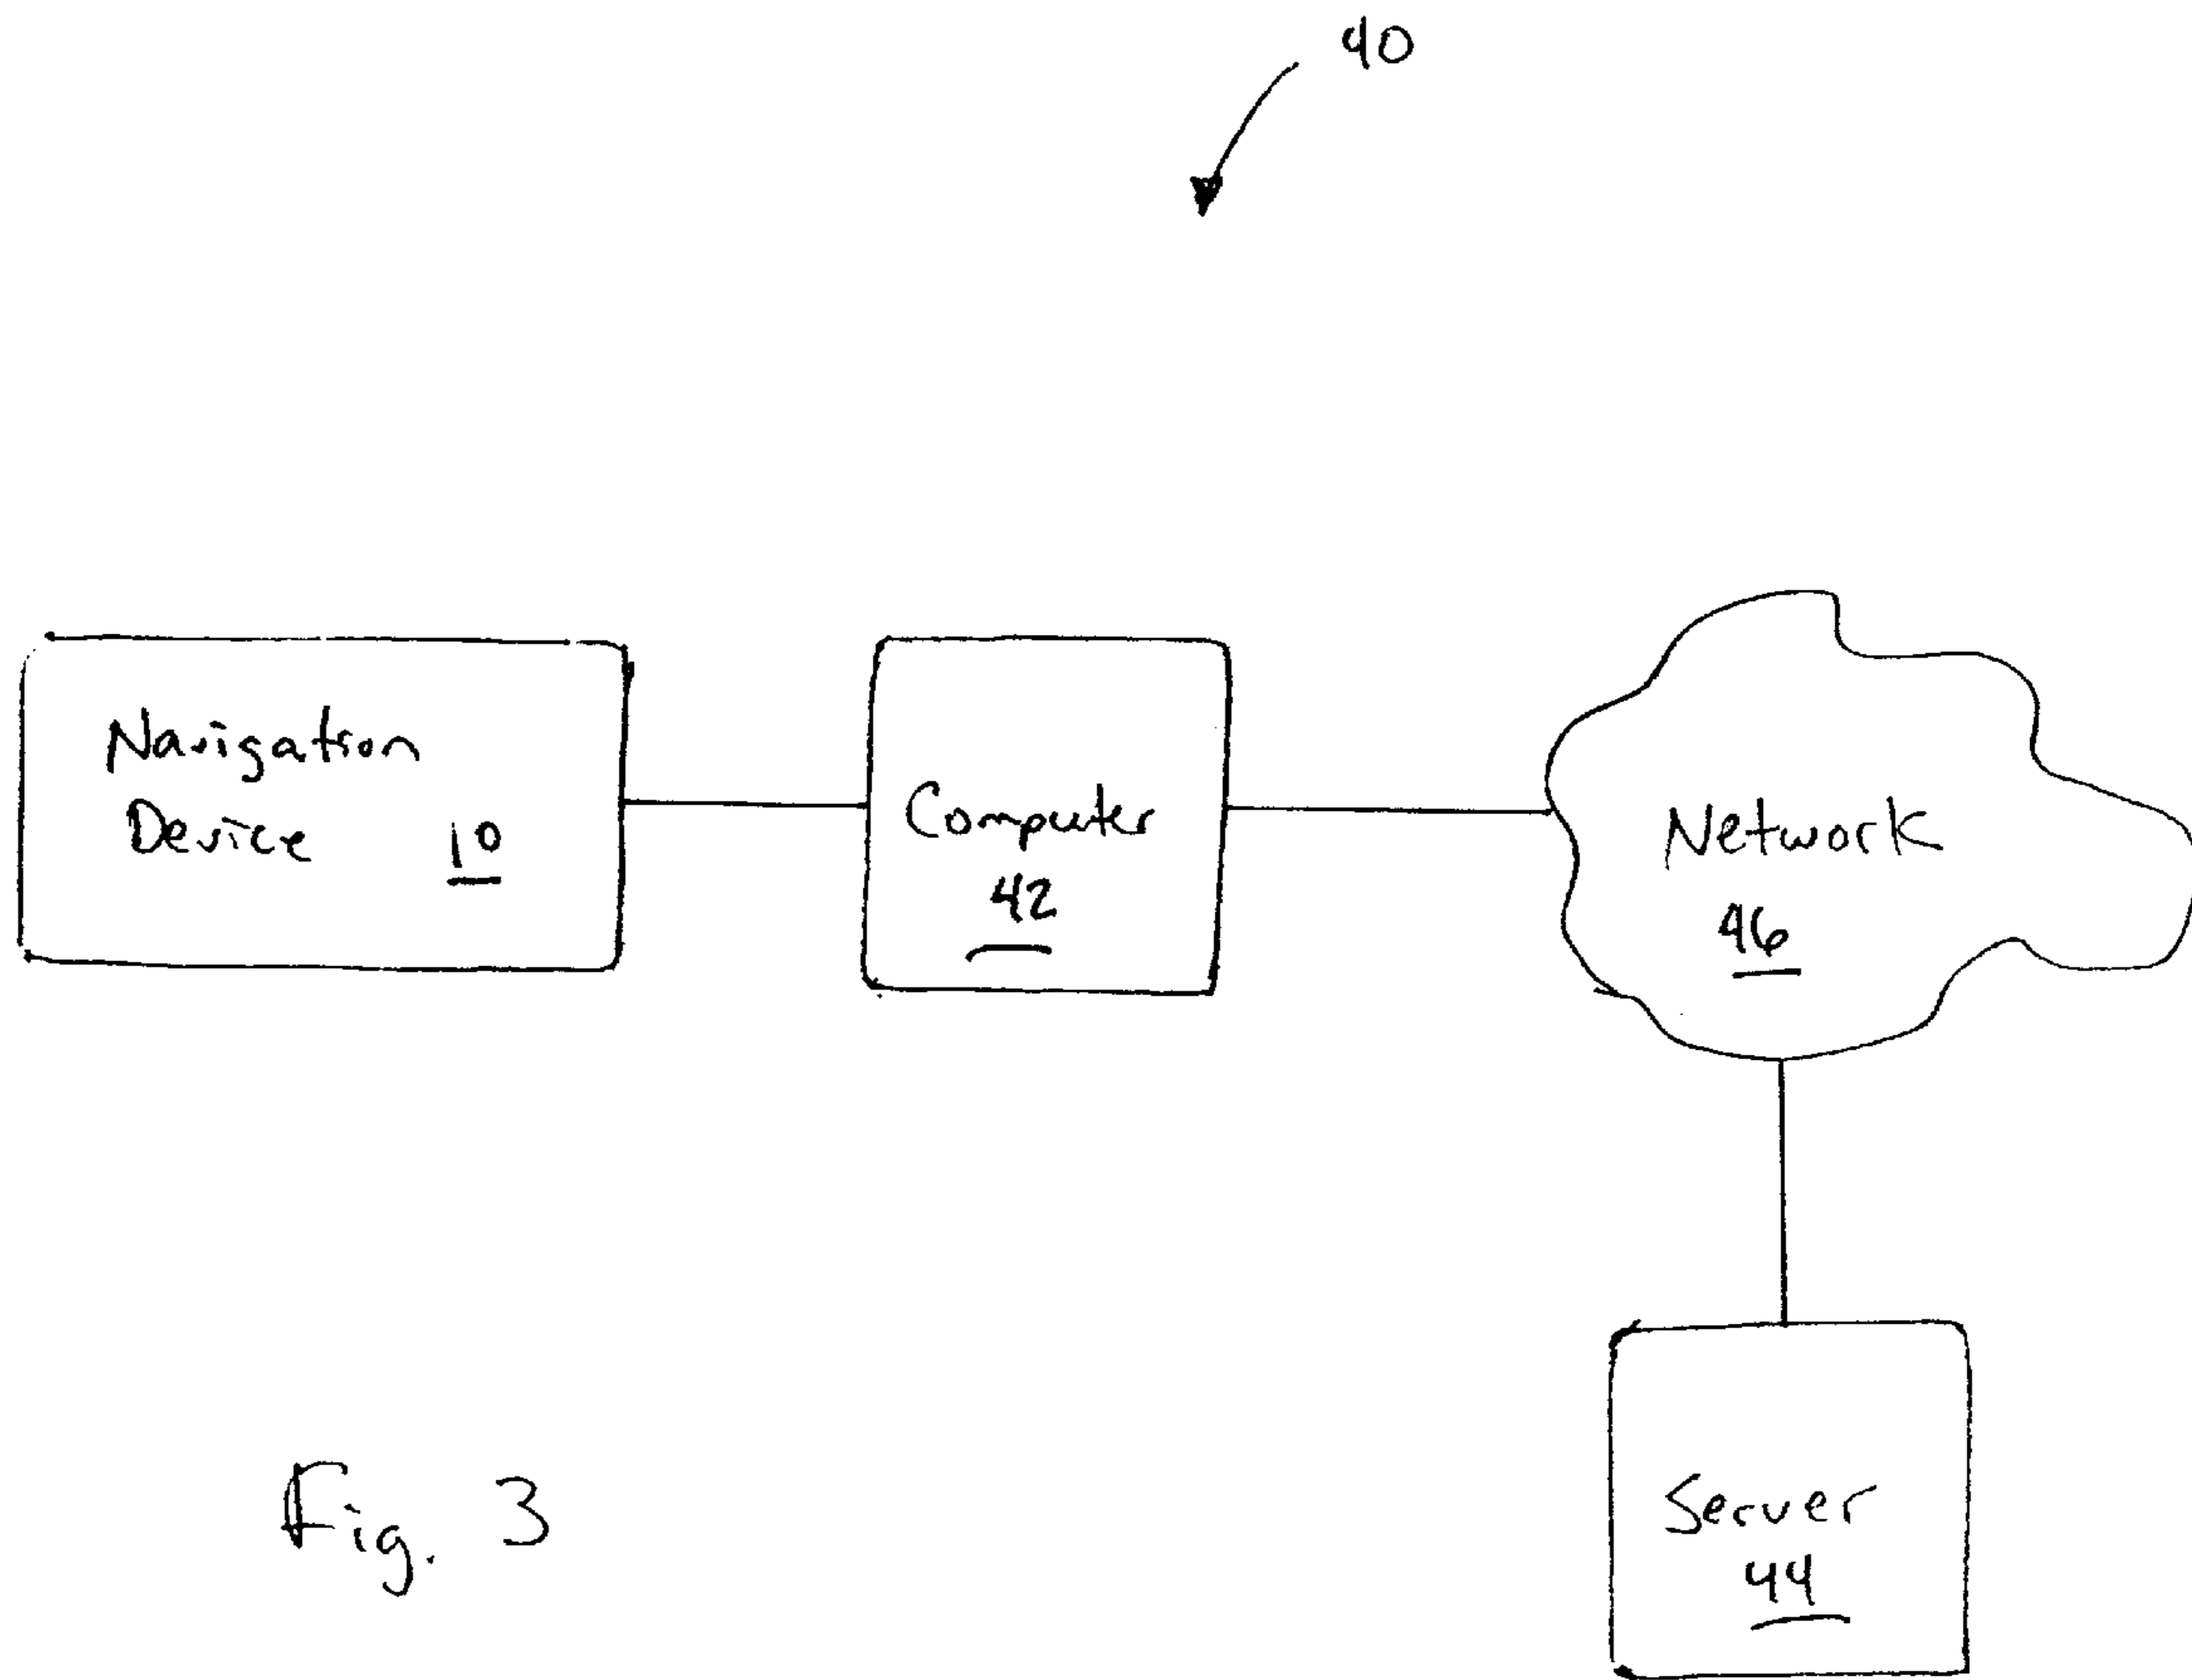 40
Navigation
Device 10
Computer
42
Network
46
Server
44
Fig. 3